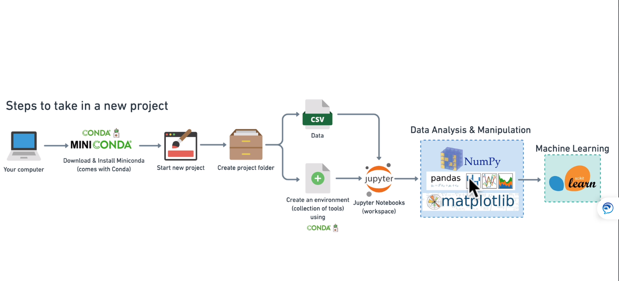 Steps to take in a new project
Your computer
CONDA
MINICONDA
Download & Install Miniconda
(comes with Conda)
Start new project
Create project folder
CSV
Data
Create an environment
(collection of tools)
using
CONDA
jupyter
Jupyter Notebooks
(workspace)
Data Analysis & Manipulation
NumPy
pandas
matplotlib
Machine Learning
learn